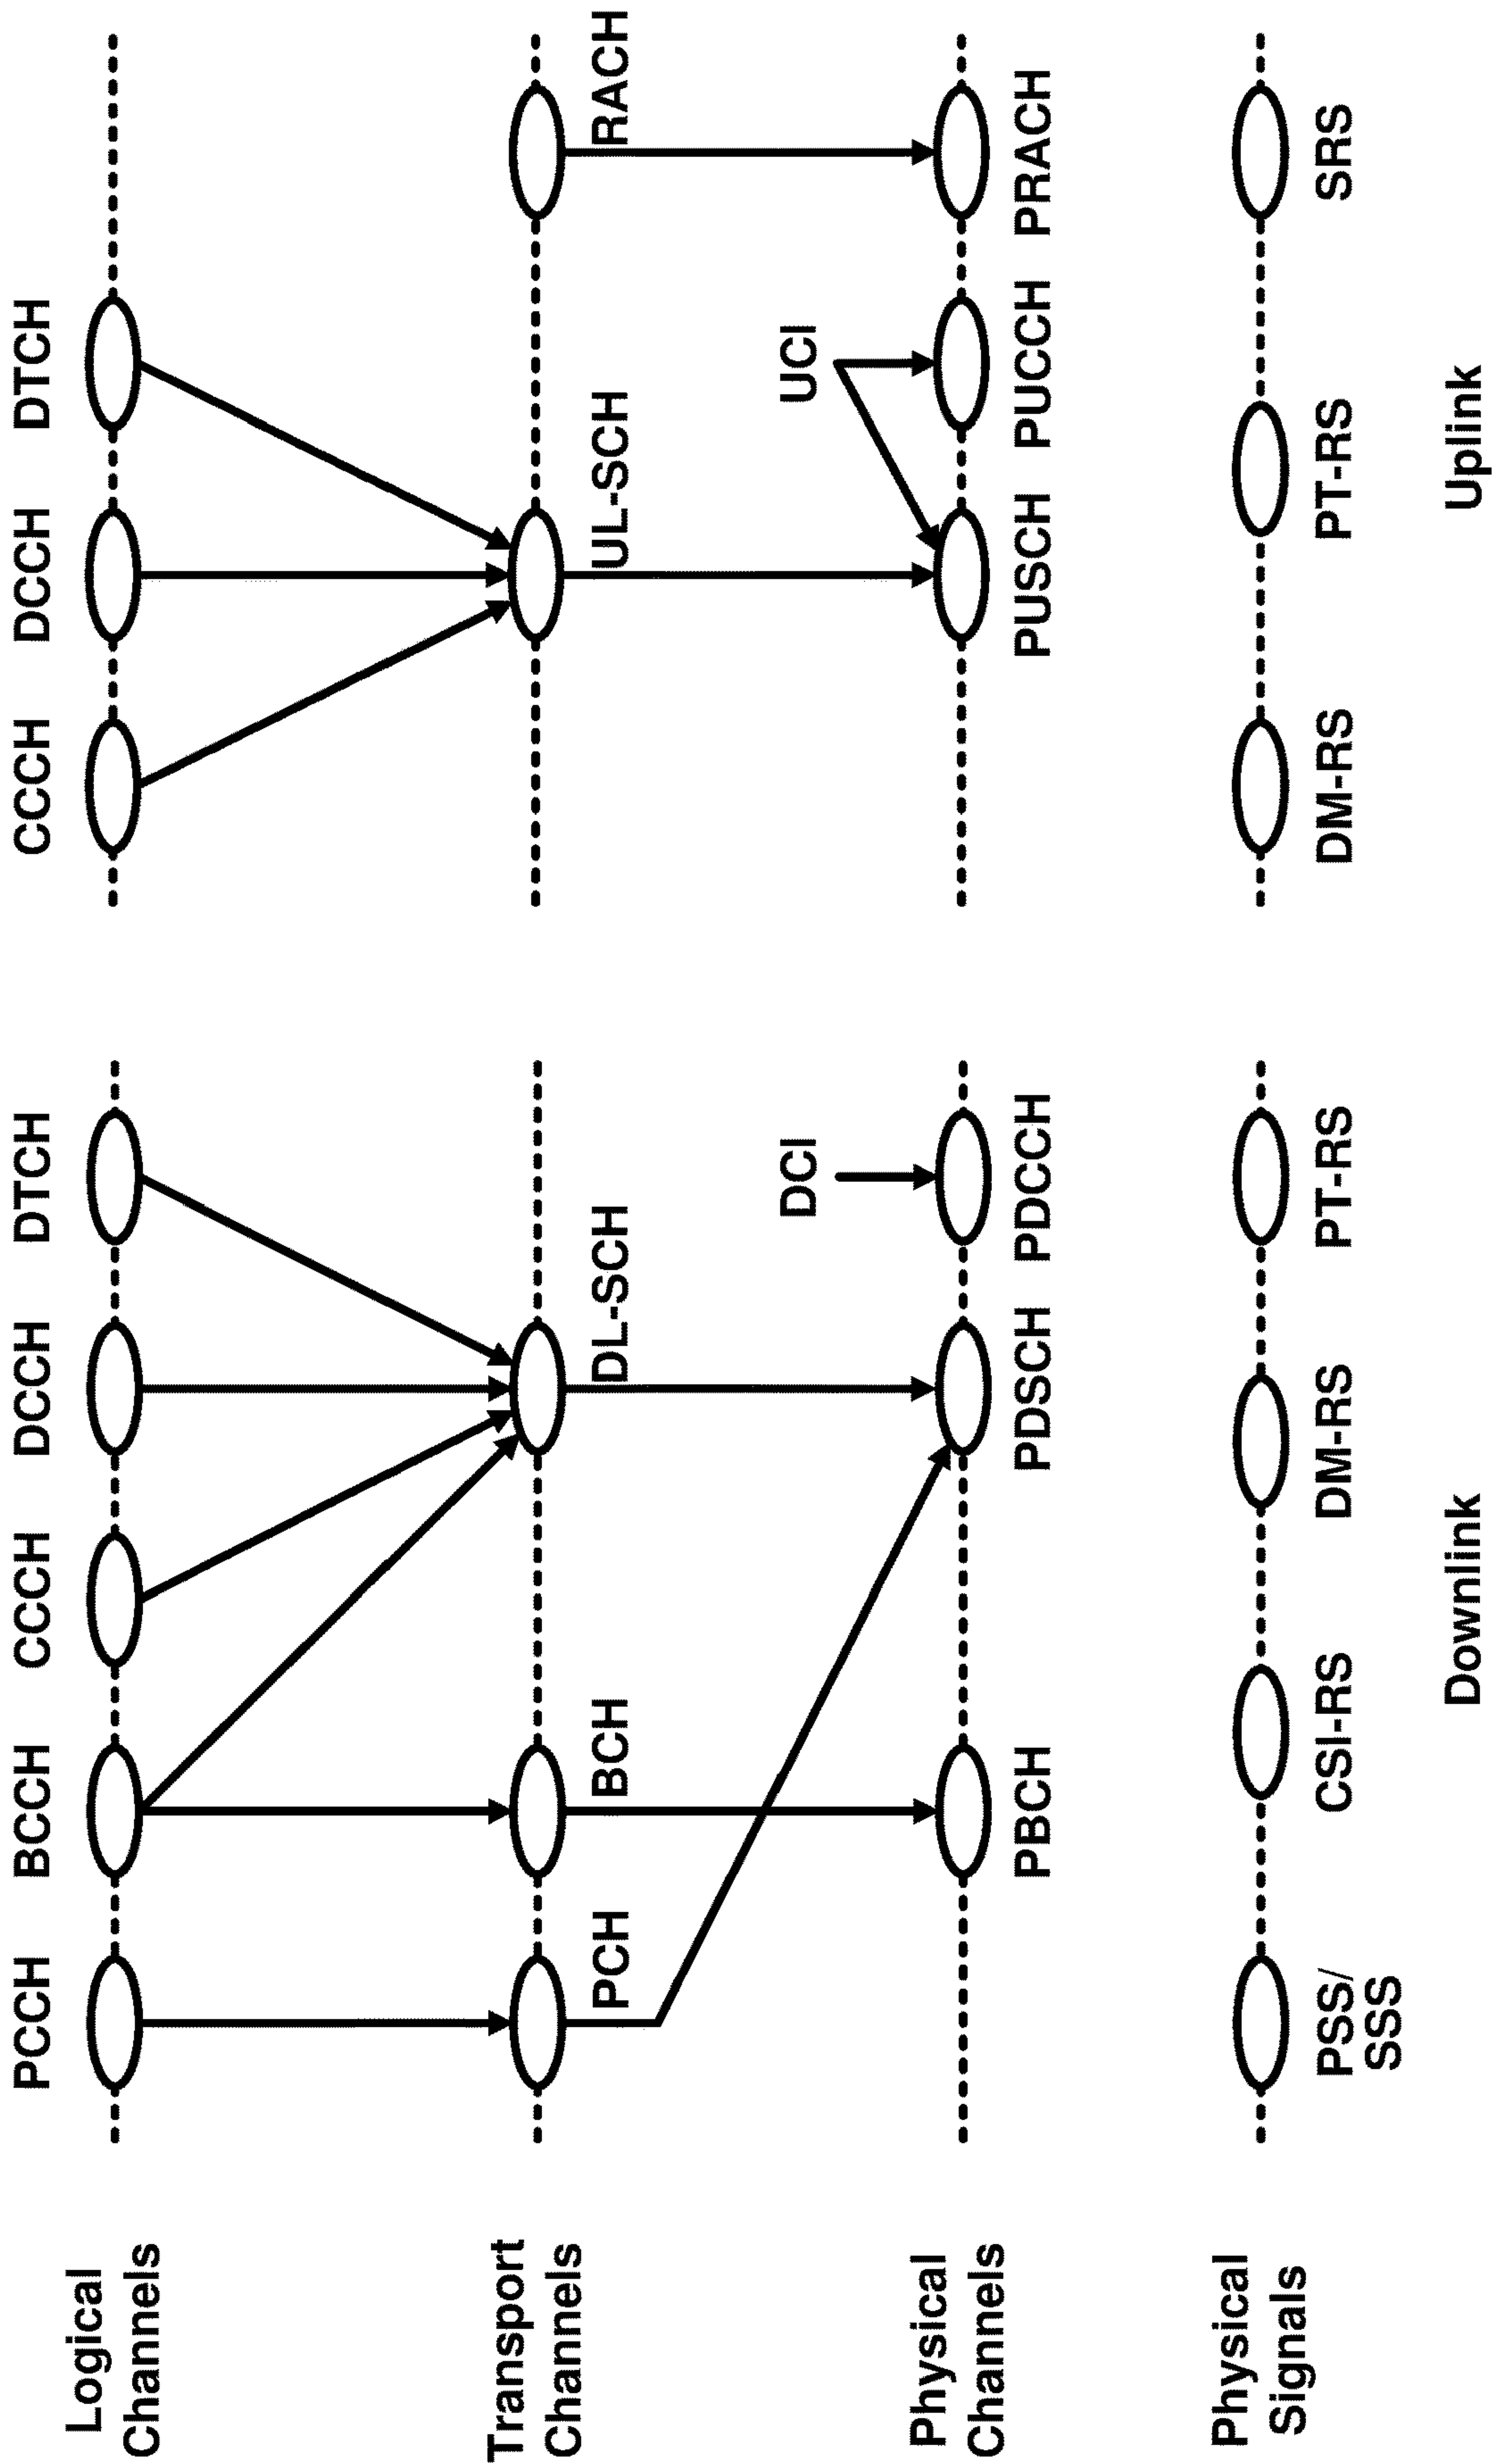 PCCH BCCH CCCH DCCH DTCH CCCH DCCH DTCH
Logical
Channels
Transport
Channels
PCH BCH DL-SCH UL-SCH RACH
DCI UCI
Physical
Channels
PBCH PDSCH PDCCH PUSCH PUCCH PRACH
Physical
Signals
PSS/
SSS
CSI-RS DM-RS PT-RS DM-RS PT-RS SRS
Downlink Uplink